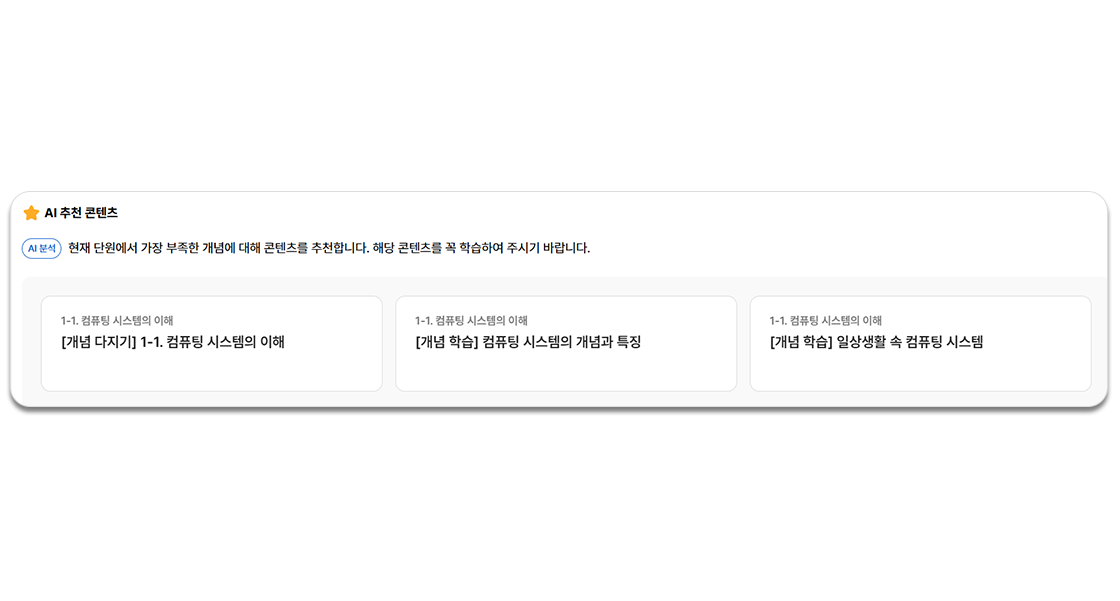 AI 추천 콘텐츠
AI 분석 현재 단원에서 가장 부족한 개념에 대해 콘텐츠를 추천합니다. 해당 콘텐츠를 꼭 학습하여 주시기 바랍니다.
1-1. 컴퓨팅 시스템의 이해
[개념 다지기] 1-1. 컴퓨팅 시스템의 이해
1-1. 컴퓨팅 시스템의 이해
[개념 학습] 컴퓨팅 시스템의 개념과 특징
1-1. 컴퓨팅 시스템의 이해
[개념 학습] 일상생활 속 컴퓨팅 시스템